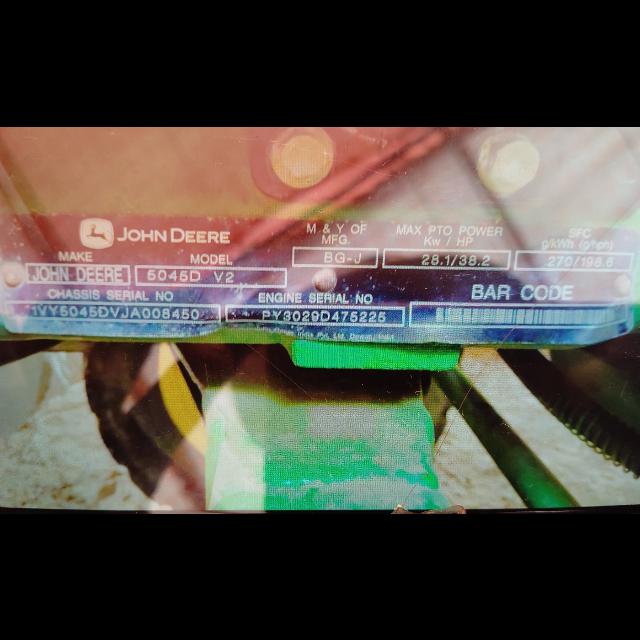 JOHN DEERE
M & Y OF MFG.
MAX PTO POWER Kw / HP
SFC g/kWh (g/hph)
MAKE
MODEL
BG-J
28.1/38.2
270/198.6
JOHN DEERE
5045D V2
BAR CODE
CHASSIS SERIAL NO
ENGINE SERIAL NO
1VY5045DVJA008450
PY3029D475225